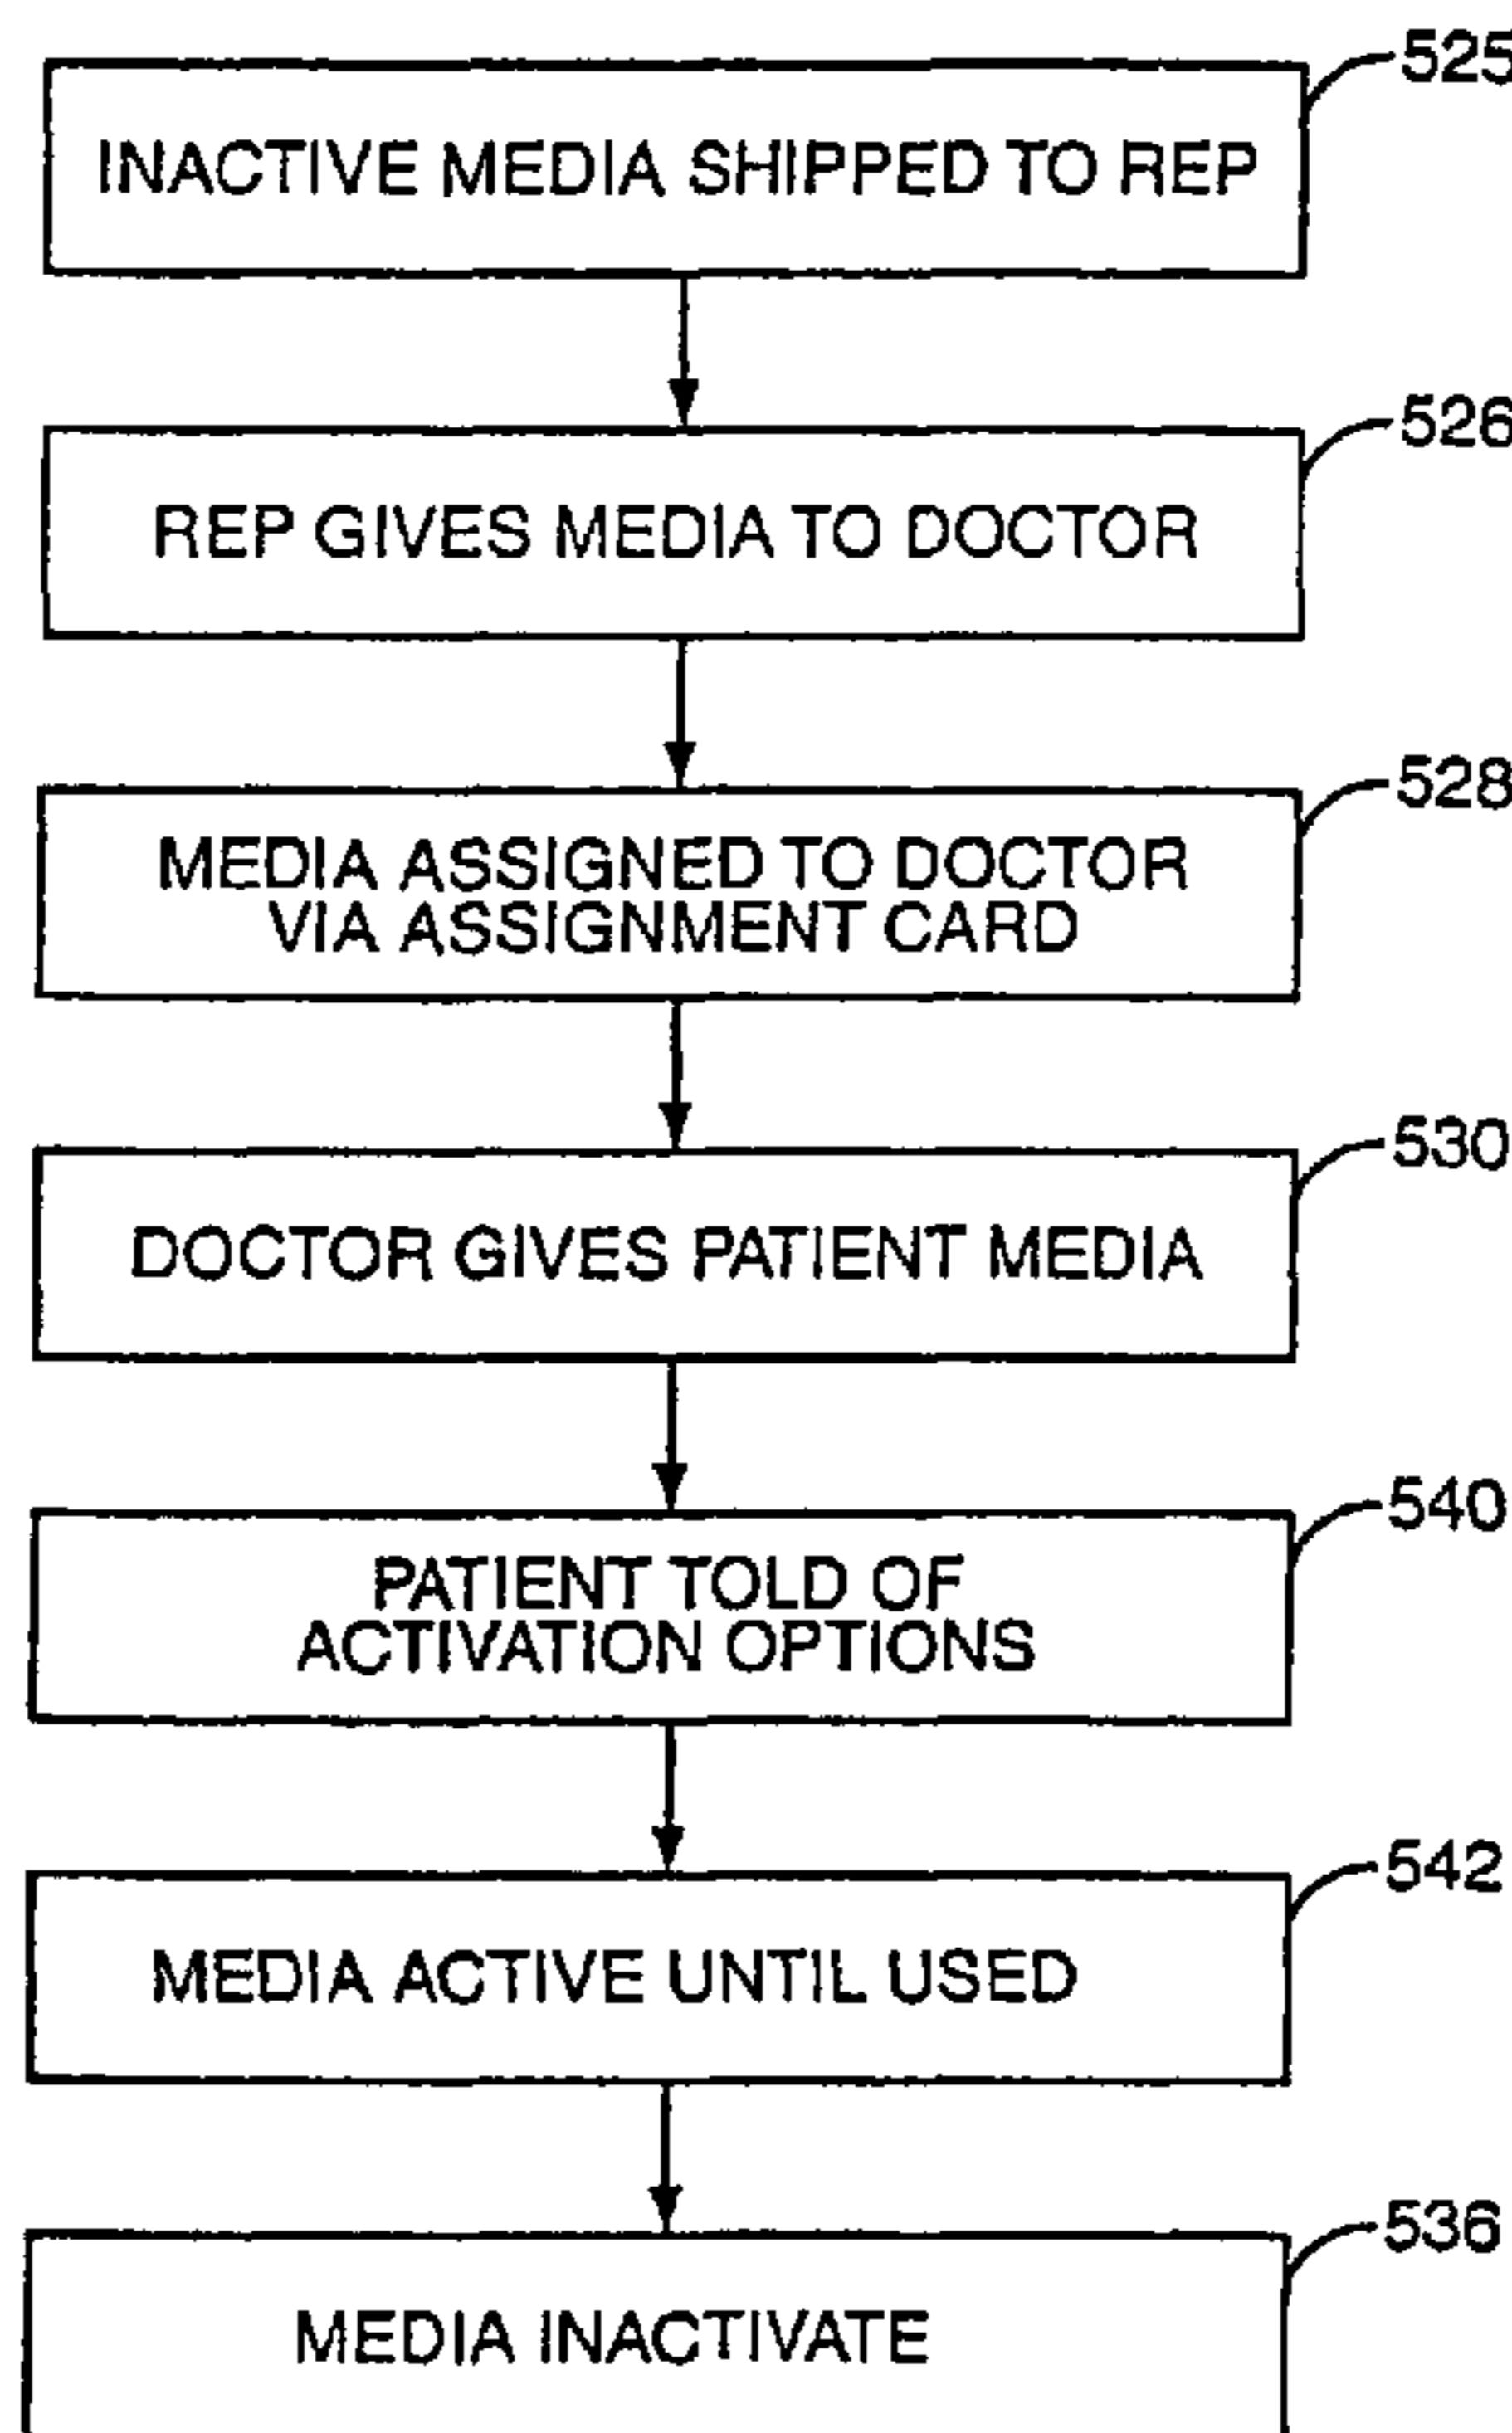 525
INACTIVE MEDIA SHIPPED TO REP
526
REP GIVES MEDIA TO DOCTOR
528
MEDIA ASSIGNED TO DOCTOR
VIA ASSIGNMENT CARD
530
DOCTOR GIVES PATIENT MEDIA
540
PATIENT TOLD OF
ACTIVATION OPTIONS
542
MEDIA ACTIVE UNTIL USED
536
MEDIA INACTIVATE